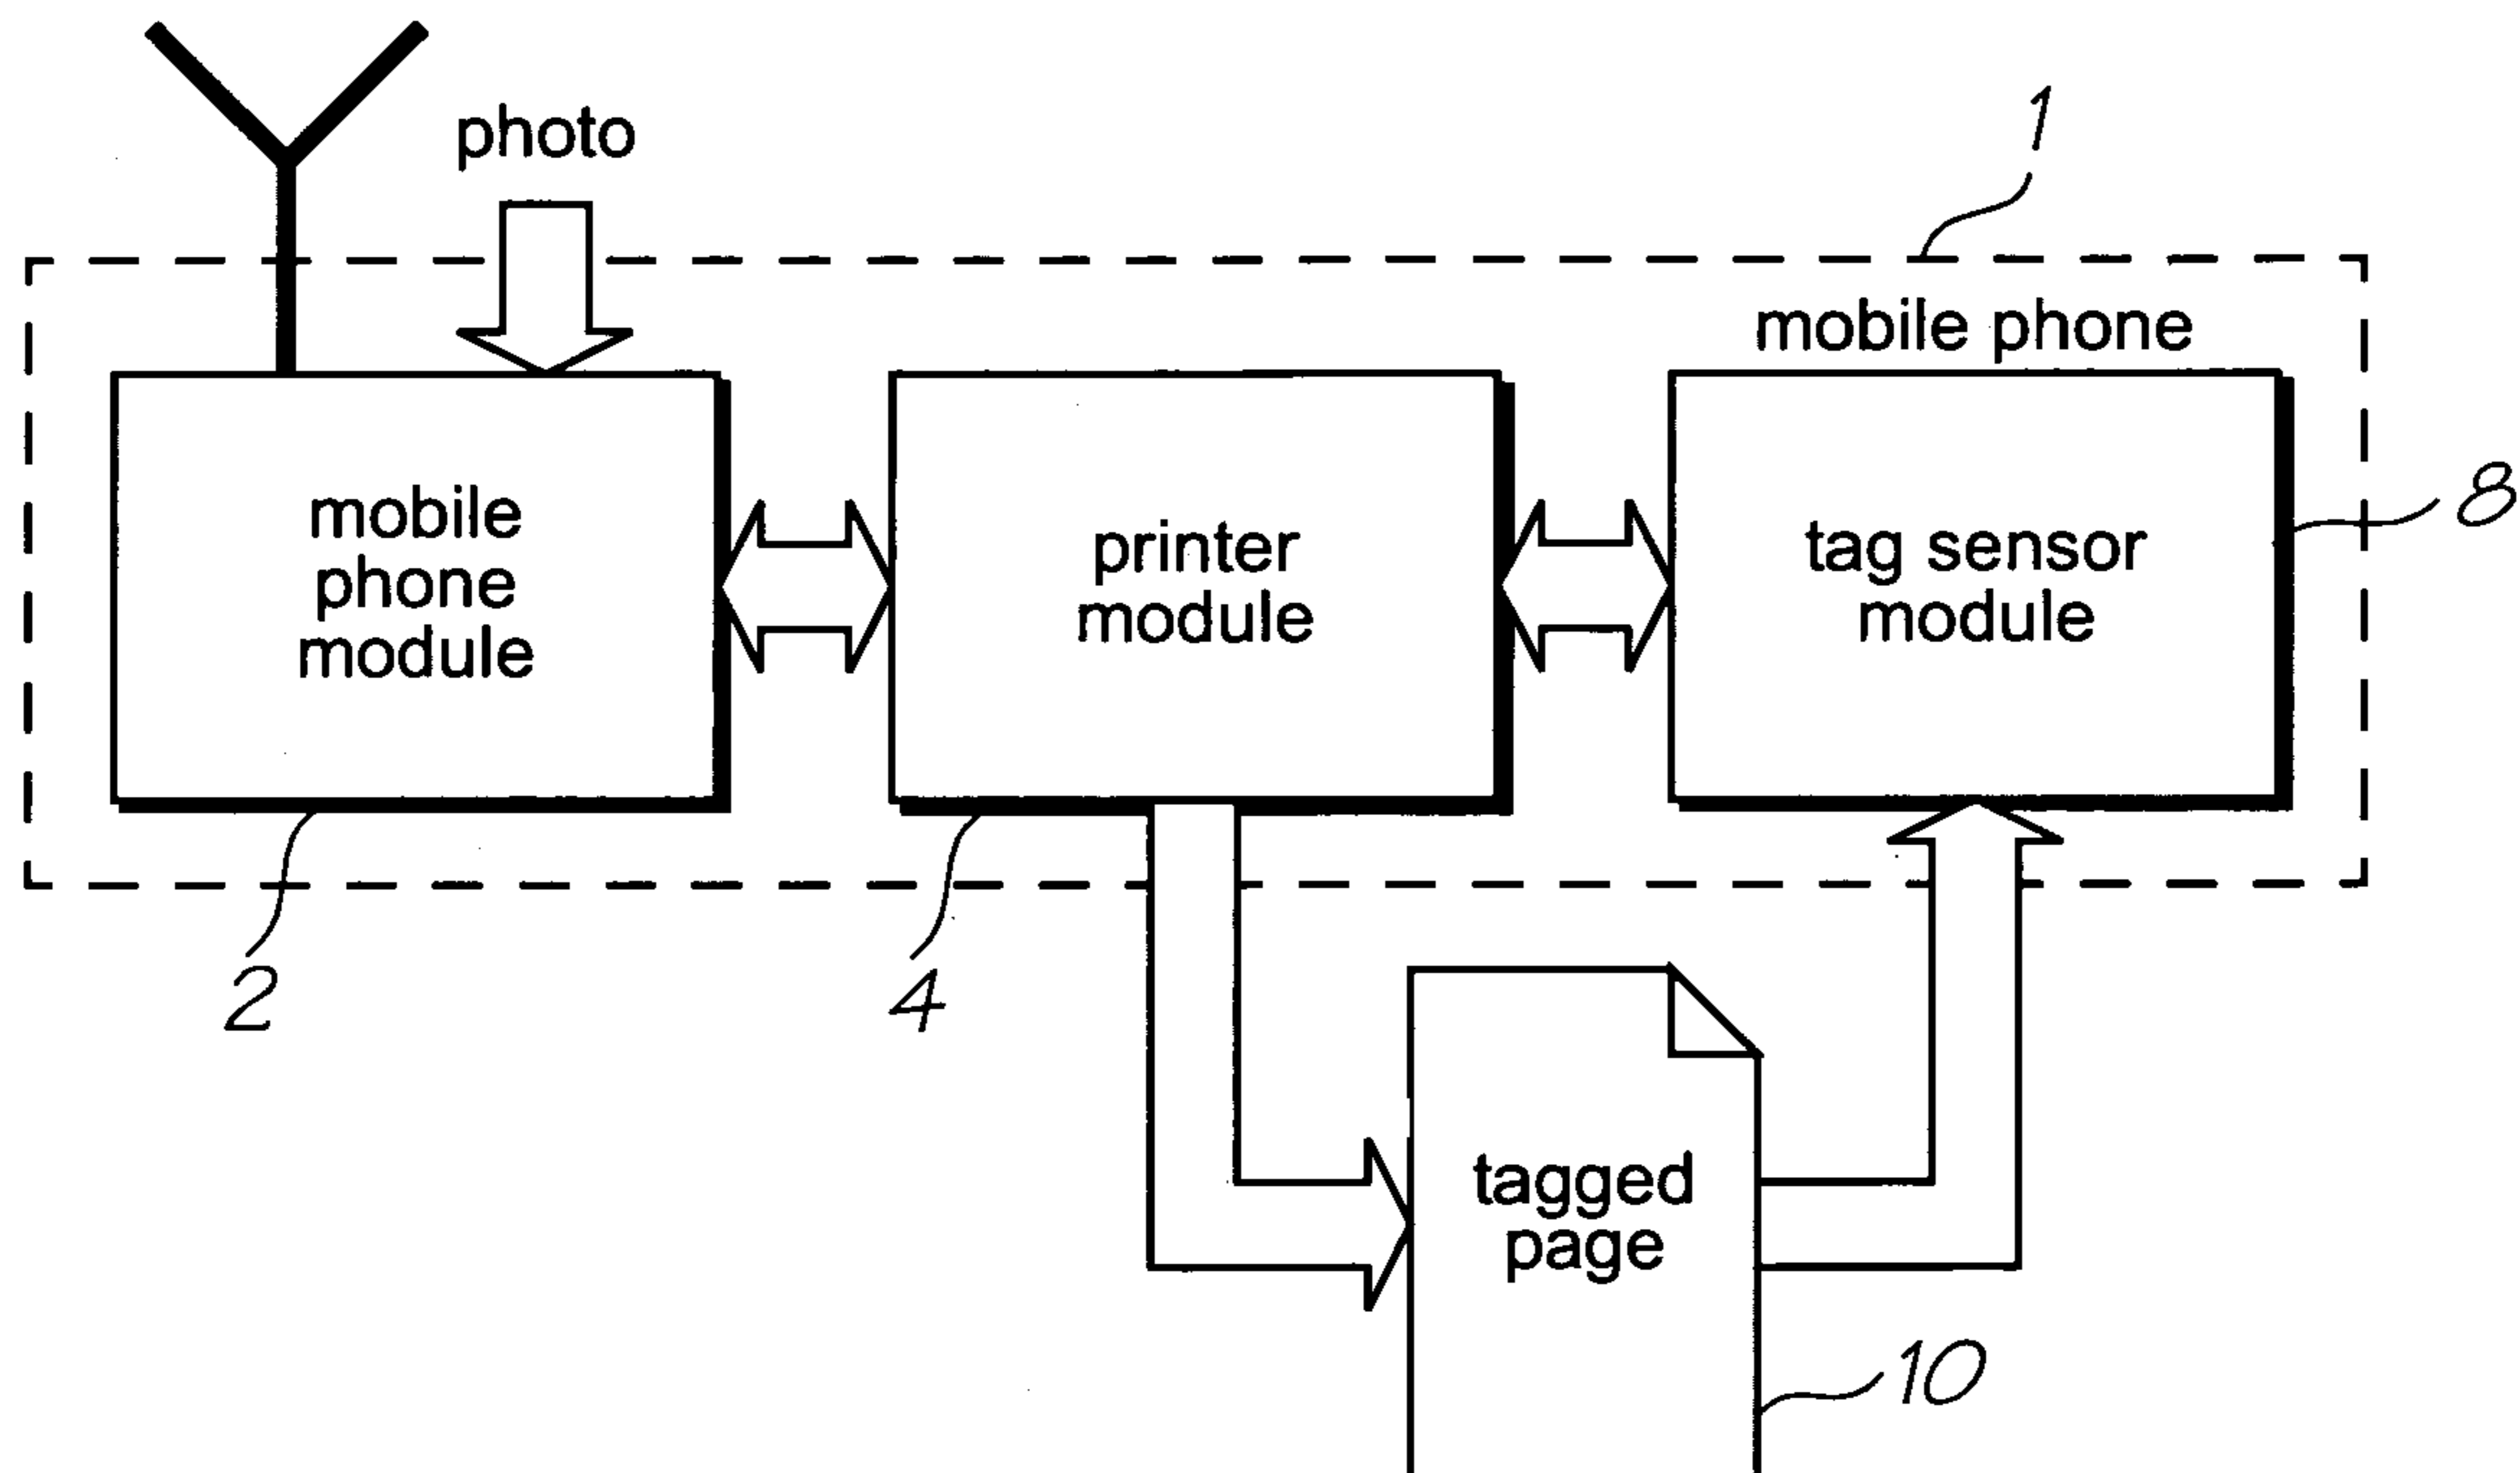 photo
1
mobile phone
mobile
phone
module
printer
module
tag sensor
module
8
2
4
tagged
page
10